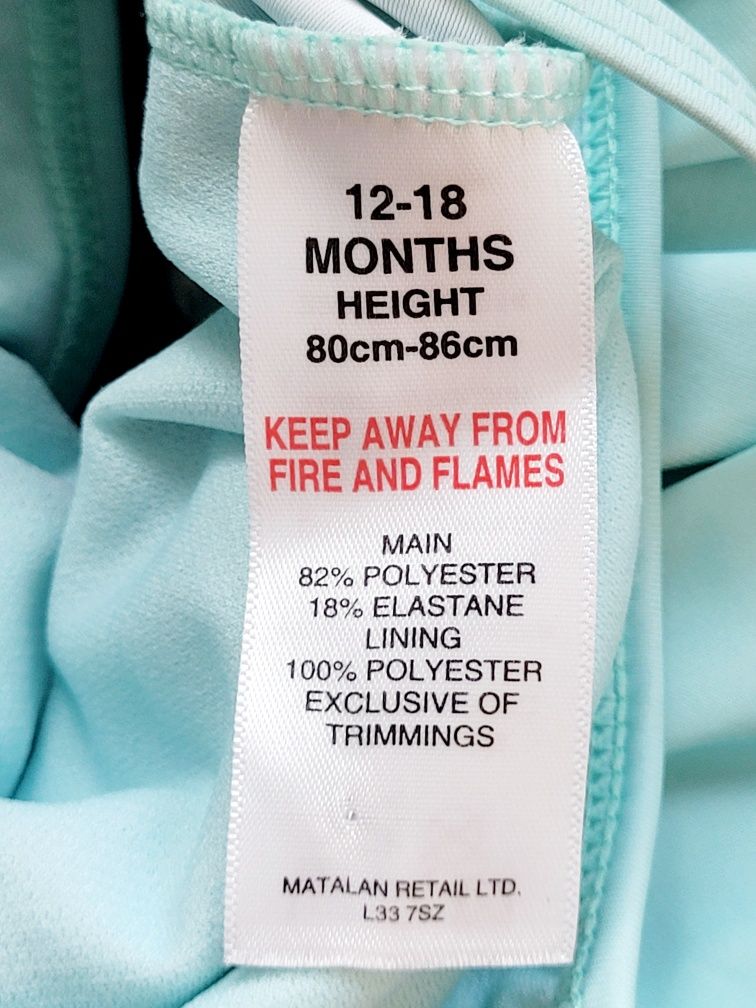 12-18
MONTHS
HEIGHT
80cm-86cm
KEEP AWAY FROM
FIRE AND FLAMES
MAIN
82% POLYESTER
18% ELASTANE
LINING
100% POLYESTER
EXCLUSIVE OF
TRIMMINGS
MATALAN RETAIL LTD.
L33 7SZ